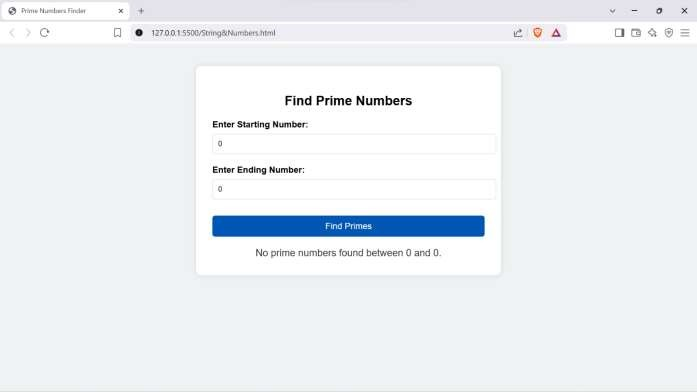 Prime Numbers Finder
127.0.0.1:5500/String&Numbers.html
Find Prime Numbers
Enter Starting Number:
0
Enter Ending Number:
0
Find Primes
No prime numbers found between 0 and 0.